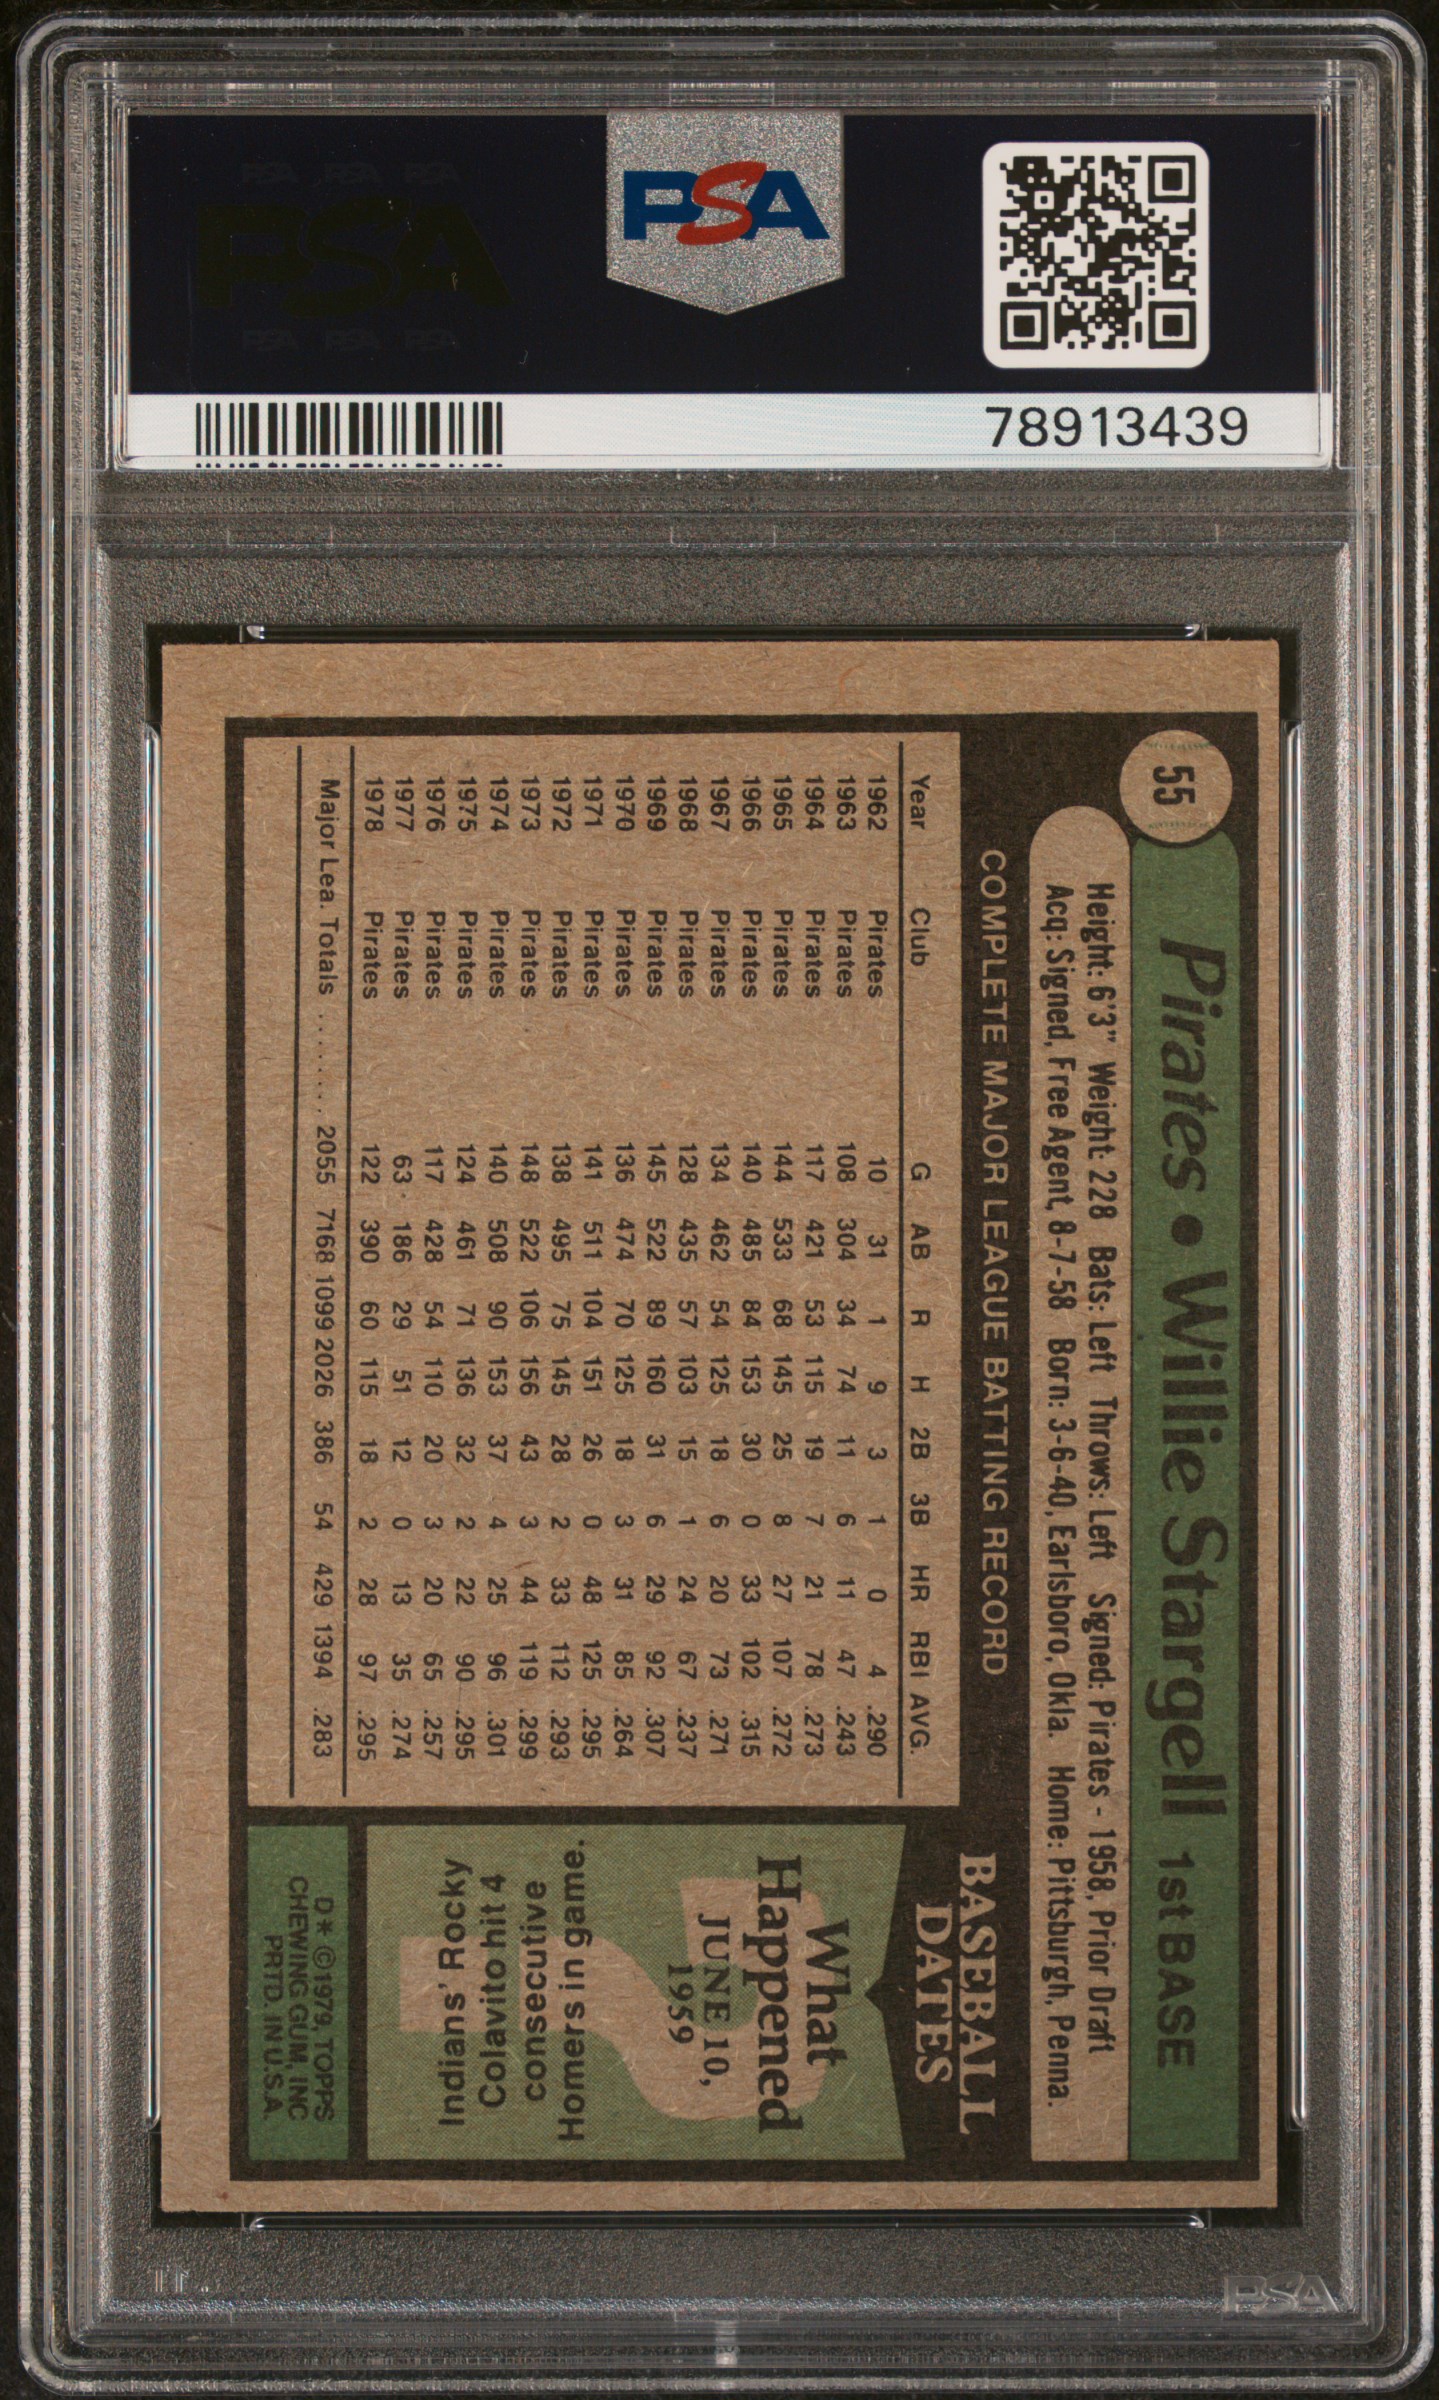 PSA
PSA PSA PSA
PSA
PSA PSA PSA
78913439
55
Pirates • Willie Stargell 1st BASE
Height: 6'3" Weight: 228 Bats: Left Throws: Left Signed: Pirates - 1958, Prior Draft
Acq: Signed, Free Agent, 8-7-58 Born: 3-6-40, Earlsboro, Okla. Home: Pittsburgh, Penna.
COMPLETE MAJOR LEAGUE BATTING RECORD
Year Club G AB R H 2B 3B HR RBI AVG.
1962 Pirates 10 31 1 9 3 1 0 4 .290
1963 Pirates 108 304 34 74 11 6 11 47 .243
1964 Pirates 117 421 53 115 19 7 21 78 .273
1965 Pirates 144 533 68 145 25 8 27 107 .272
1966 Pirates 140 485 84 153 30 0 33 102 .315
1967 Pirates 134 462 54 125 18 6 20 73 .271
1968 Pirates 128 435 57 103 15 1 24 67 .237
1969 Pirates 145 522 89 160 31 6 29 92 .307
1970 Pirates 136 474 70 125 18 3 31 85 .264
1971 Pirates 141 511 104 151 26 0 48 125 .295
1972 Pirates 138 495 75 145 28 2 33 112 .293
1973 Pirates 148 522 106 156 43 3 44 119 .299
1974 Pirates 140 508 90 153 37 4 25 96 .301
1975 Pirates 124 461 71 136 32 2 22 90 .295
1976 Pirates 117 428 54 110 20 3 20 65 .257
1977 Pirates 63 186 29 51 12 0 13 35 .274
1978 Pirates 122 390 60 115 18 2 28 97 .295
Major Lea. Totals ........ 2055 7168 1099 2026 386 54 429 1394 .283
BASEBALL
DATES
What
Happened
JUNE 10,
1959
Indians' Rocky
Colavito hit 4
consecutive
Homers in game.
D * ©1979, TOPPS
CHEWING GUM, INC
PRTD. IN U.S.A.
PSA